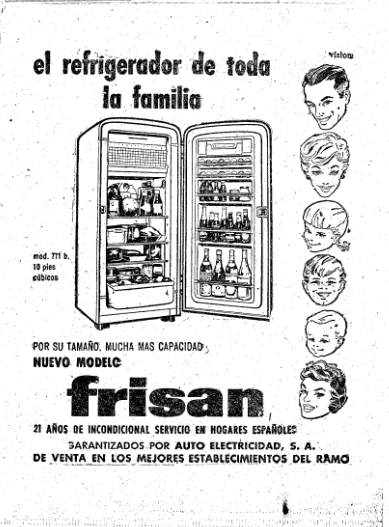 el refrigerador de toda
la familia
vision
mod. 771 b.
10 pies
cúbicos
POR SU TAMAÑO, MUCHA MAS CAPACIDAD
NUEVO MODELO
frisan
21 AÑOS DE INCONDICIONAL SERVICIO EN HOGARES ESPAÑOLES
GARANTIZADOS POR AUTO ELECTRICIDAD, S. A.
DE VENTA EN LOS MEJORES ESTABLECIMIENTOS DEL RAMO